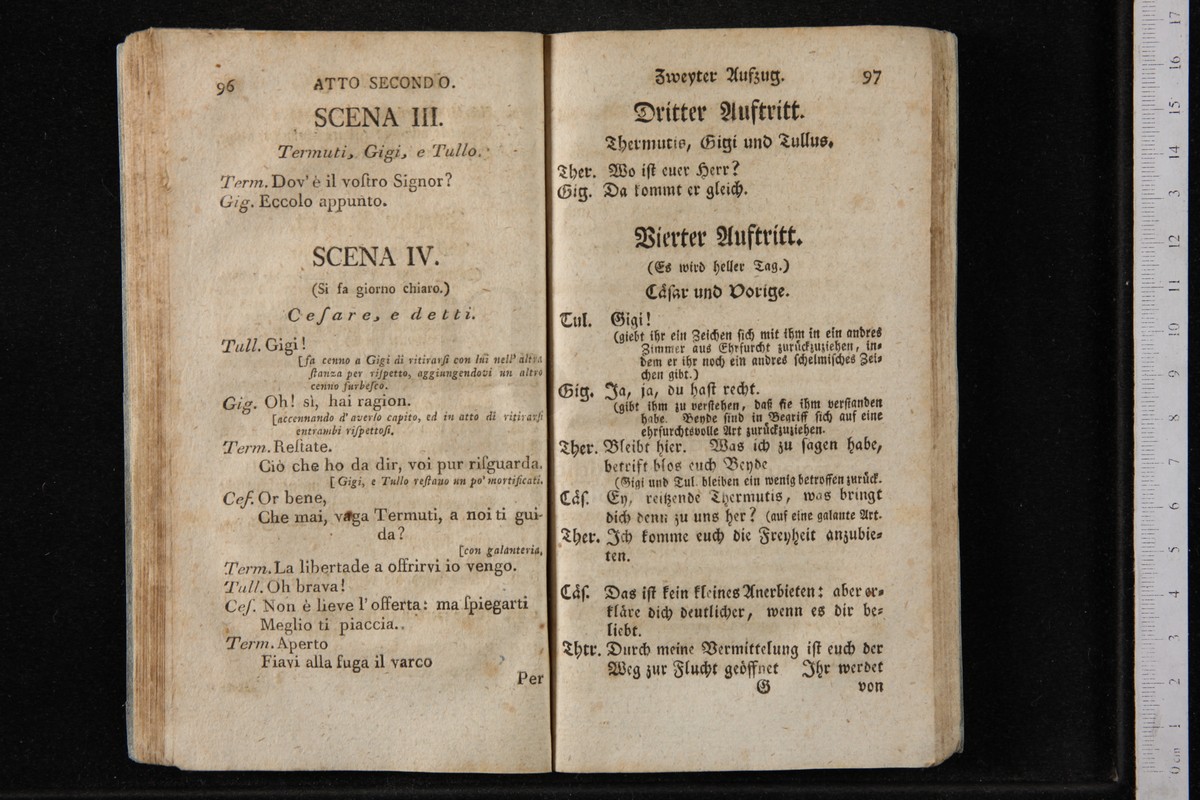 96 ATTO SECONDO.
SCENA III.
Termuti, Gigi, e Tullo.
Term. Dov' è il voſtro Signor?
Gig. Eccolo appunto.
SCENA IV.
(Si fa giorno chiaro.)
Ceſare, e detti.
Tull. Gigi!
[fa cenno a Gigi di ritirarſi con lui nell' altra
ſtanza per riſpetto, aggiungendovi un altro
cenno furbeſco.
Gig. Oh! sì, hai ragion.
[accennando d' averlo capito, ed in atto di ritirarſi
entrambi riſpettoſi.
Term. Reſtate.
Ciò che ho da dir, voi pur riſguarda.
[Gigi, e Tullo reſtano un po' mortificati.
Ceſ. Or bene,
Che mai, vaga Termuti, a noi ti gui-
da?
[con galanteria,
Term. La libertade a offrirvi io vengo.
Tull. Oh brava!
Ceſ. Non è lieve l' offerta: ma ſpiegarti
Meglio ti piaccia..
Term. Aperto
Fiavi alla fuga il varco
Per
Zweyter Aufzug. 97
Dritter Auftritt.
Thermutis, Gigi und Tullus.
Ther. Wo iſt euer Herr?
Gig. Da kommt er gleich.
Vierter Auftritt.
(Es wird heller Tag.)
Cåſar und Vorige.
Tul. Gigi!
(giebt ihr ein Zeichen ſich mit ihm in ein andres
Zimmer aus Ehrfurcht zurückzuziehen, in-
dem er ihr noch ein andres ſchelmiſches Zei-
chen gibt.)
Gig. Ja, ja, du haſt recht.
(gibt ihm zu verſtehen, daß ſie ihm verſtanden
habe. Beyde ſind in Begriff ſich auf eine
ehrfurchtsvolle Art zurückzuziehen.
Ther. Bleibt hier. Was ich zu ſagen habe,
betrift blos euch Beyde
(Gigi und Tul. bleiben ein wenig betroffen zurück.
Cåſ. Ey, reitzende Thermutis, was bringt
dich denn zu uns her? (auf eine galante Art.
Ther. Ich komme euch die Freyheit anzubie-
ten.
Cåſ. Das iſt kein kleines Anerbieten: aber er-
klåre dich deutlicher, wenn es dir be-
liebt.
Thtr. Durch meine Vermittelung iſt euch der
Weg zur Flucht geöffnet Ihr werdet
G von
0 cm 1 2 3 4 5 6 7 8 9 10 11 12 3 14 15 16 17